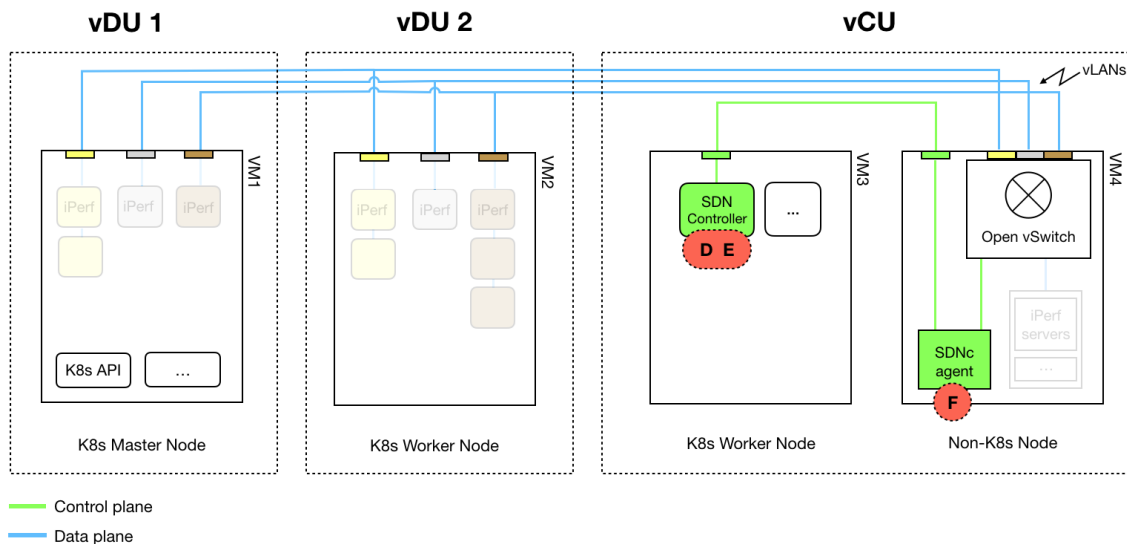 vDU 1
vDU 2
vCU
vLANs
VM1
VM2
VM3
VM4
iPerf
iPerf
iPerf
iPerf
iPerf
iPerf
SDN
Controller
...
D E
Open vSwitch
iPerf
servers
...
SDNc
agent
F
K8s API
...
K8s Master Node
K8s Worker Node
K8s Worker Node
Non-K8s Node
Control plane
Data plane